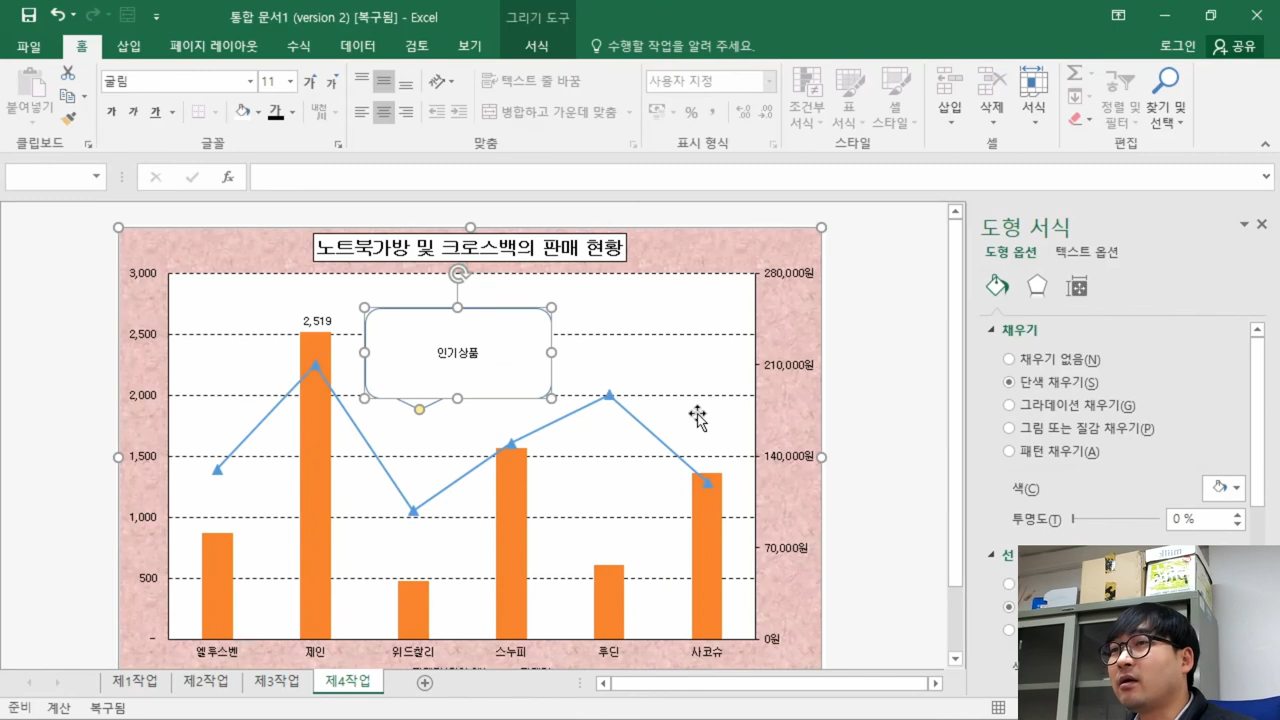 통합 문서1 (version 2) [복구됨] - Excel
그리기 도구
파일 홈 삽입 페이지 레이아웃 수식 데이터 검토 보기 서식 수행할 작업을 알려 주세요. 로그인 공유
붙여넣기
클립보드
굴림 11
가 가
가 가 가 가 내천
글꼴
텍스트 줄 바꿈
병합하고 가운데 맞춤
맞춤
사용자 지정
% ,
표시 형식
조건부 서식
표 서식
셀 스타일
스타일
삽입 삭제 서식
셀
정렬 및 필터
찾기 및 선택
편집
fx
노트북가방 및 크로스백의 판매 현황
3,000
2,500
2,000
1,500
1,000
500
-
280,000원
210,000원
140,000원
70,000원
0원
2,519
인기상품
엘투스벤 제인 위드찰리 스누피 후딘 사코슈
도형 서식
도형 옵션 텍스트 옵션
채우기
채우기 없음(N)
단색 채우기(S)
그라데이션 채우기(G)
그림 또는 질감 채우기(P)
패턴 채우기(A)
색(C)
투명도(T) 0 %
선
제1작업 제2작업 제3작업 제4작업
준비 계산 복구됨